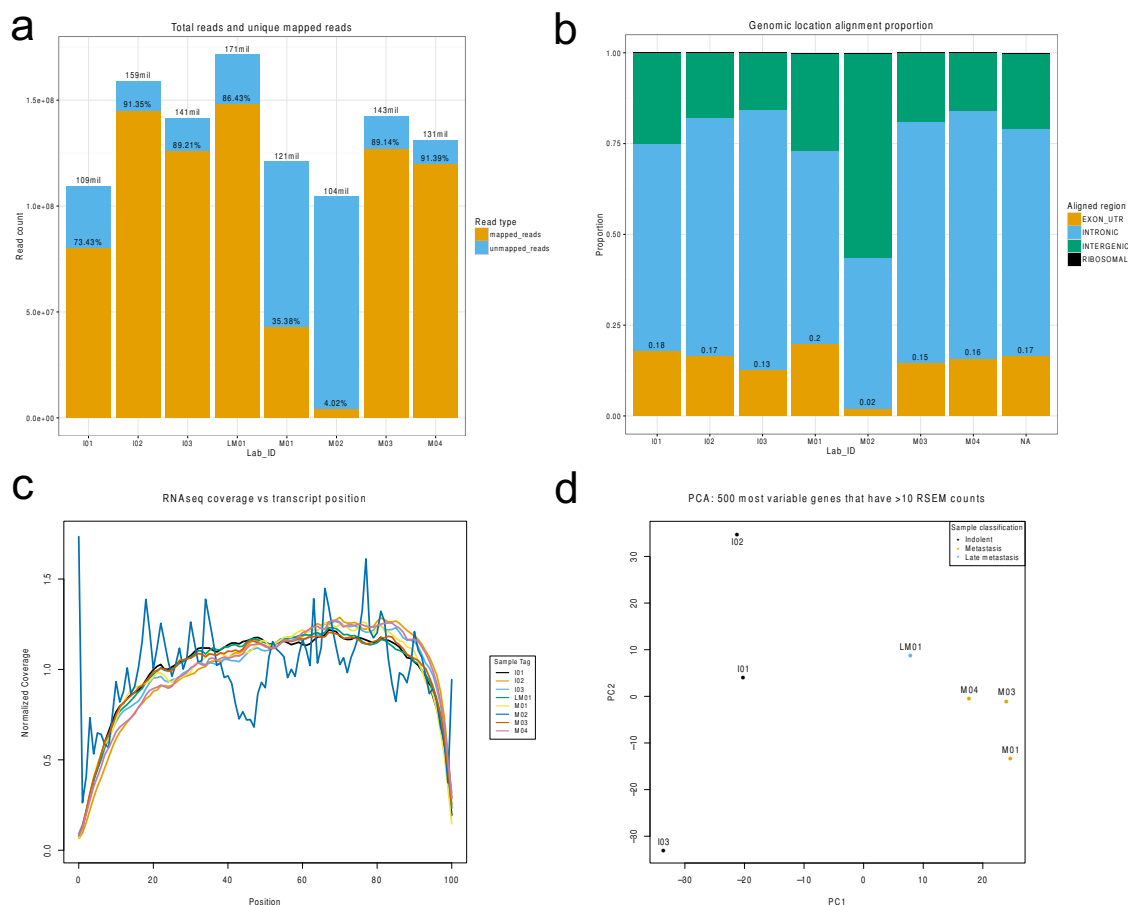 a
Total reads and unique mapped reads
Read count
1.5e+08
1.0e+08
5.0e+07
0.0e+00
109mil
159mil
141mil
171mil
121mil
104mil
143mil
131mil
73.43%
91.35%
89.21%
86.43%
35.38%
4.02%
89.14%
91.39%
I01 I02 I03 LM01 M01 M02 M03 M04
Lab_ID
Read type
mapped_reads
unmapped_reads
b
Genomic location alignment proportion
Proportion
1.00
0.75
0.50
0.25
0.00
0.18 0.17 0.13 0.2 0.02 0.15 0.16 0.17
I01 I02 I03 M01 M02 M03 M04 NA
Lab_ID
Aligned region
EXON_UTR
INTRONIC
INTERGENIC
RIBOSOMAL
c
RNAseq coverage vs transcript position
Normalized Coverage
1.5
1.0
0.5
0.0
0 20 40 60 80 100
Position
Sample Tag
I01
I02
I03
LM01
M01
M02
M03
M04
d
PCA: 500 most variable genes that have >10 RSEM counts
PC2
30
20
10
0
−10
−20
−30
I02
I01
LM01
M04
M03
M01
I03
−30 −20 −10 0 10 20
PC1
Sample classification
Indolent
Metastasis
Late metastasis